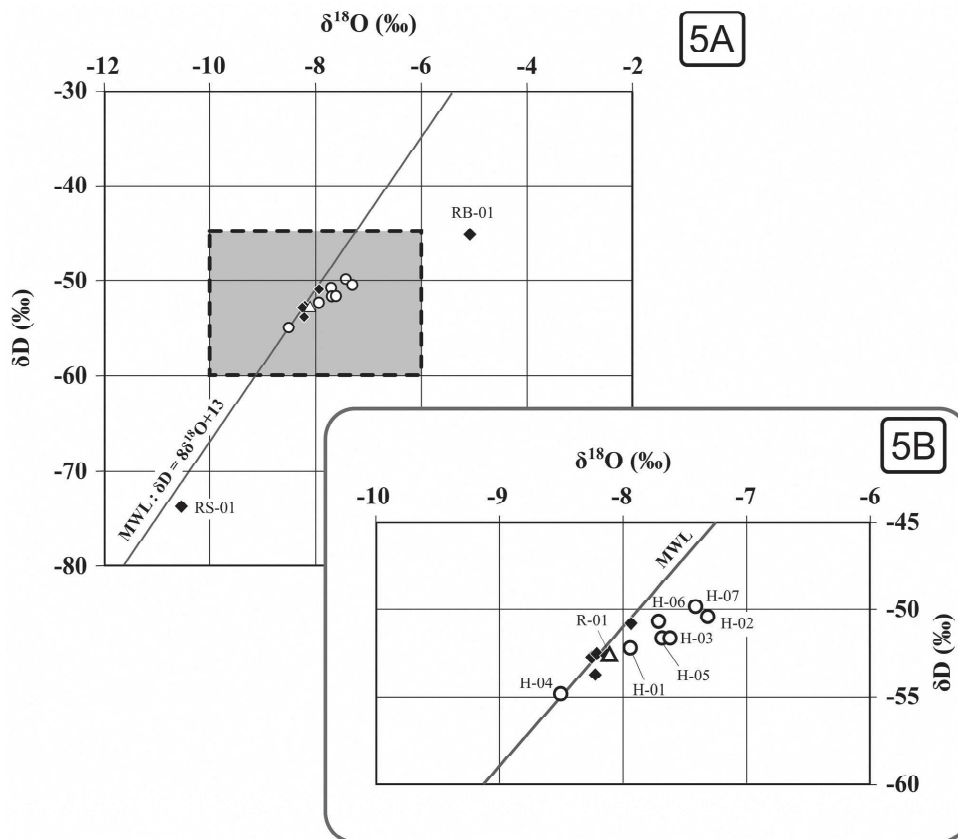 δ¹⁸O (‰)
5A
-12 -10 -8 -6 -4 -2
-30
-40
-50
-60
-70
-80
δD (‰)
RB-01
MWL : δD = 8δ¹⁸O+13
RS-01
5B
δ¹⁸O (‰)
-10 -9 -8 -7 -6
-45
-50
-55
-60
δD (‰)
MWL
H-06
H-07
R-01
H-02
H-03
H-05
H-01
H-04